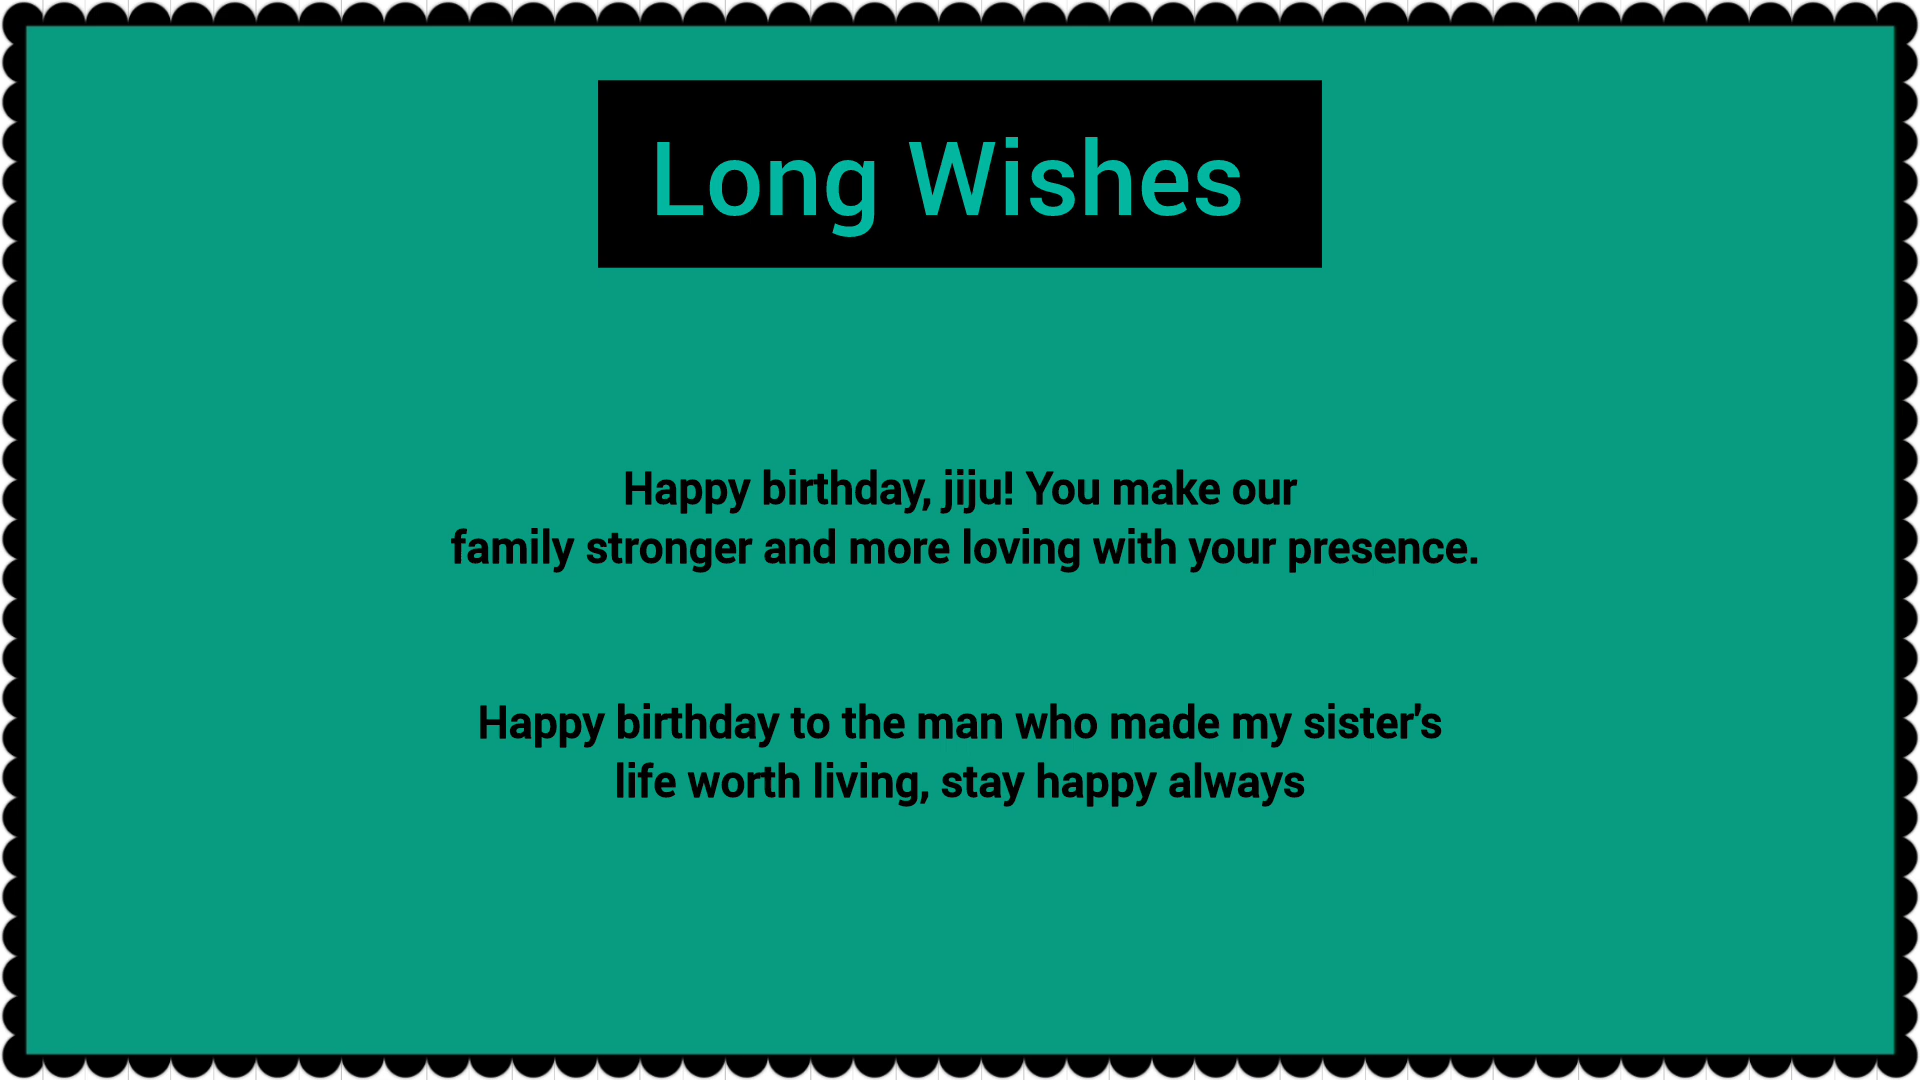 Long Wishes
Happy birthday, jiju! You make our
family stronger and more loving with your presence.
Happy birthday to the man who made my sister's
life worth living, stay happy always